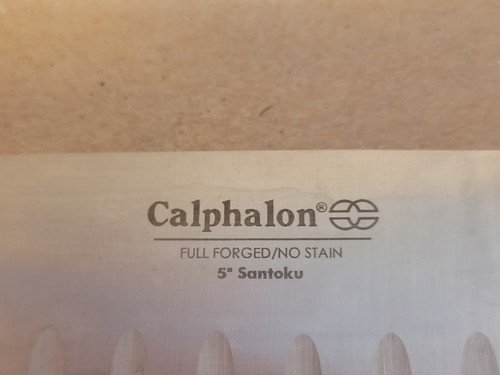 Calphalon®
FULL FORGED/NO STAIN
5" Santoku